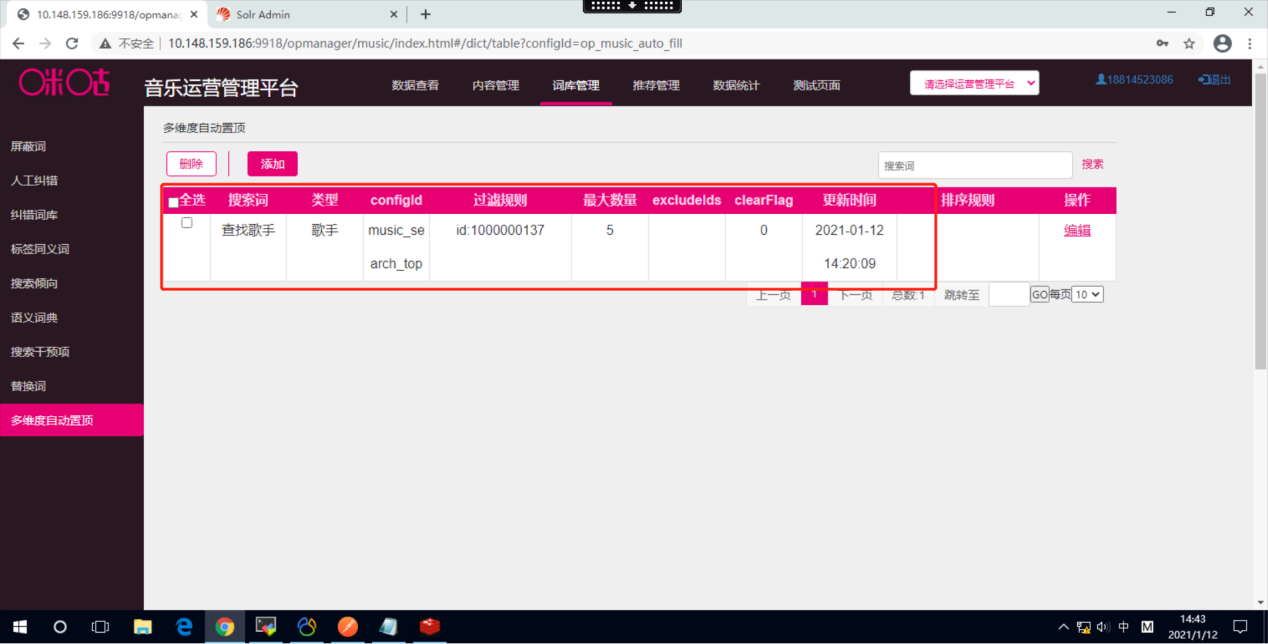 10.148.159.186:9918/opmana
Solr Admin
不安全
10.148.159.186:9918/opmanager/music/index.html#/dict/table?configId=op_music_auto_fill
咪咕
音乐运营管理平台
数据查看
内容管理
词库管理
推荐管理
数据统计
测试页面
请选择运营管理平台
18814523086
退出
屏蔽词
人工纠错
纠错词库
标签同义词
搜索倾向
语义词典
搜索干预项
替换词
多维度自动置顶
多维度自动置顶
删除
添加
搜索词
搜索
全选 搜索词 类型 configId 过滤规则 最大数量 excludeIds clearFlag 更新时间 排序规则 操作
查找歌手 歌手 music_se id:1000000137 5 0 2021-01-12 编辑
arch_top 14:20:09
上一页 1 下一页 总数:1 跳转至 GO 每页 10
中
M
14:43
2021/1/12